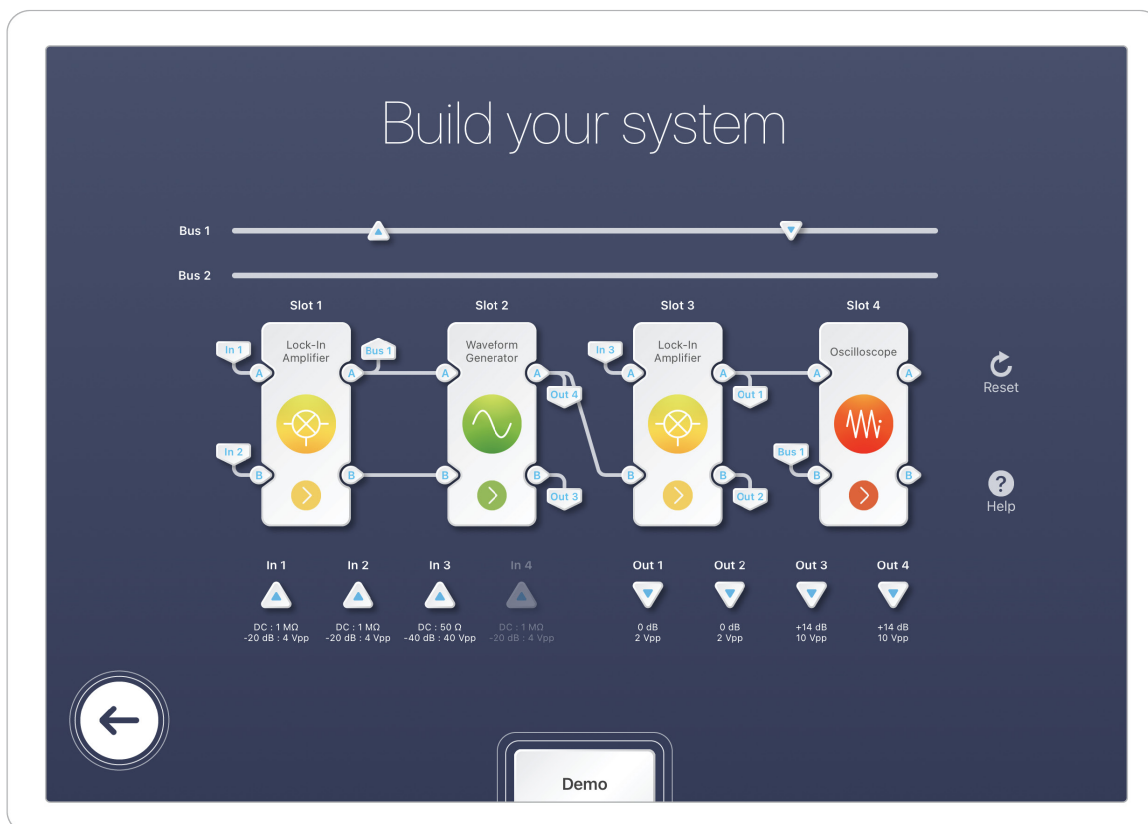 Build your system
Bus 1
Bus 2
Slot 1
Slot 2
Slot 3
Slot 4
In 1
Lock-In
Amplifier
Bus 1
A
A
In 2
B
B
Waveform
Generator
A
A
Out 4
B
B
Out 3
In 3
Lock-In
Amplifier
A
A
Out 1
B
B
Out 2
Oscilloscope
A
A
Bus 1
B
B
Reset
?
Help
In 1
DC : 1 MΩ
-20 dB : 4 Vpp
In 2
DC : 1 MΩ
-20 dB : 4 Vpp
In 3
DC : 50 Ω
-40 dB : 40 Vpp
In 4
DC : 1 MΩ
-20 dB : 4 Vpp
Out 1
0 dB
2 Vpp
Out 2
0 dB
2 Vpp
Out 3
+14 dB
10 Vpp
Out 4
+14 dB
10 Vpp
Demo